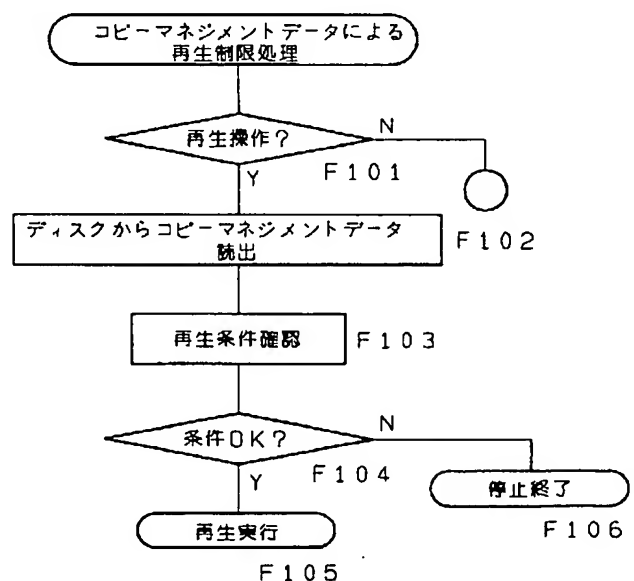 コピーマネジメントデータによる
再生制限処理
再生操作?
N
Y
F101
ディスクからコピーマネジメントデータ
読出
F102
再生条件確認
F103
条件OK?
N
Y
F104
停止終了
再生実行
F106
F105